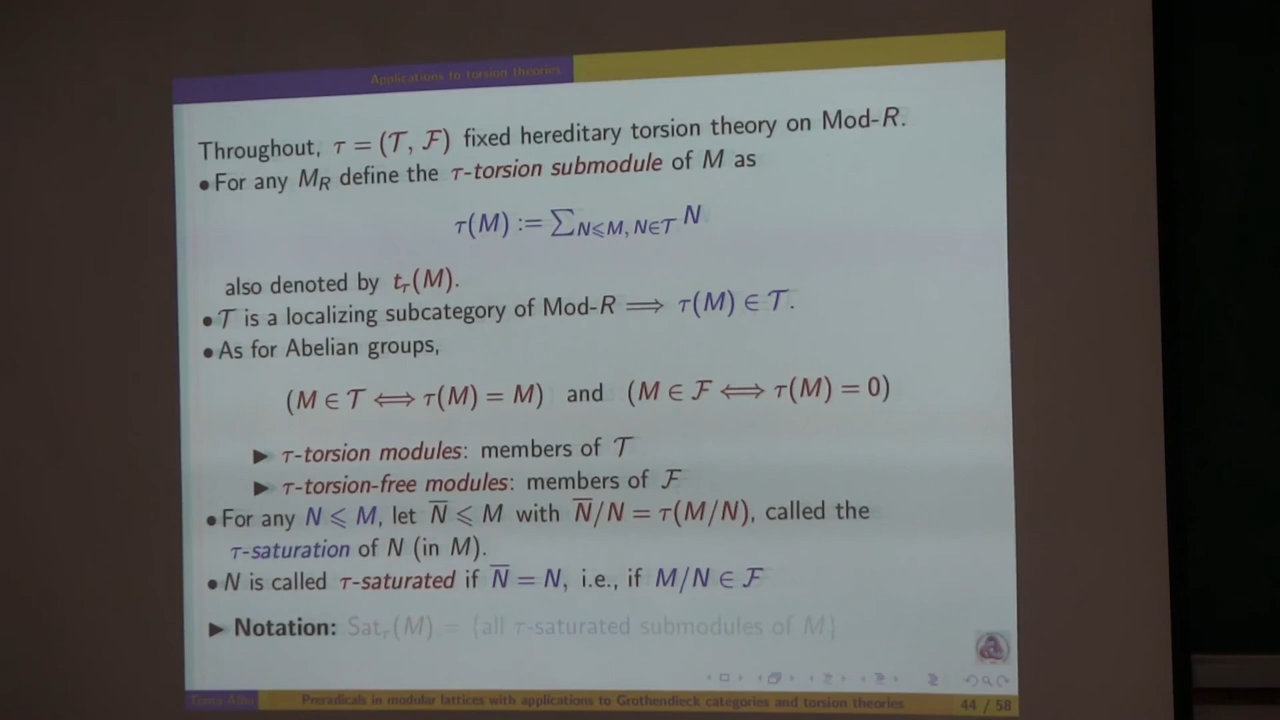 Applications to torsion theories
Throughout, τ = (𝒯, ℱ) fixed hereditary torsion theory on Mod-R.
• For any M_R define the τ-torsion submodule of M as
τ(M) := ∑_{N⩽M, N∈𝒯} N
also denoted by t_τ(M).
• 𝒯 is a localizing subcategory of Mod-R ⟹ τ(M) ∈ 𝒯.
• As for Abelian groups,
(M ∈ 𝒯 ⟺ τ(M) = M) and (M ∈ ℱ ⟺ τ(M) = 0)
▶ τ-torsion modules: members of 𝒯
▶ τ-torsion-free modules: members of ℱ
• For any N ⩽ M, let N̅ ⩽ M with N̅/N = τ(M/N), called the
τ-saturation of N (in M).
• N is called τ-saturated if N̅ = N, i.e., if M/N ∈ ℱ
▶ Notation: Sat_τ(M) = {all τ-saturated submodules of M}
Toma Albu Preradicals in modular lattices with applications to Grothendieck categories and torsion theories 44 / 58